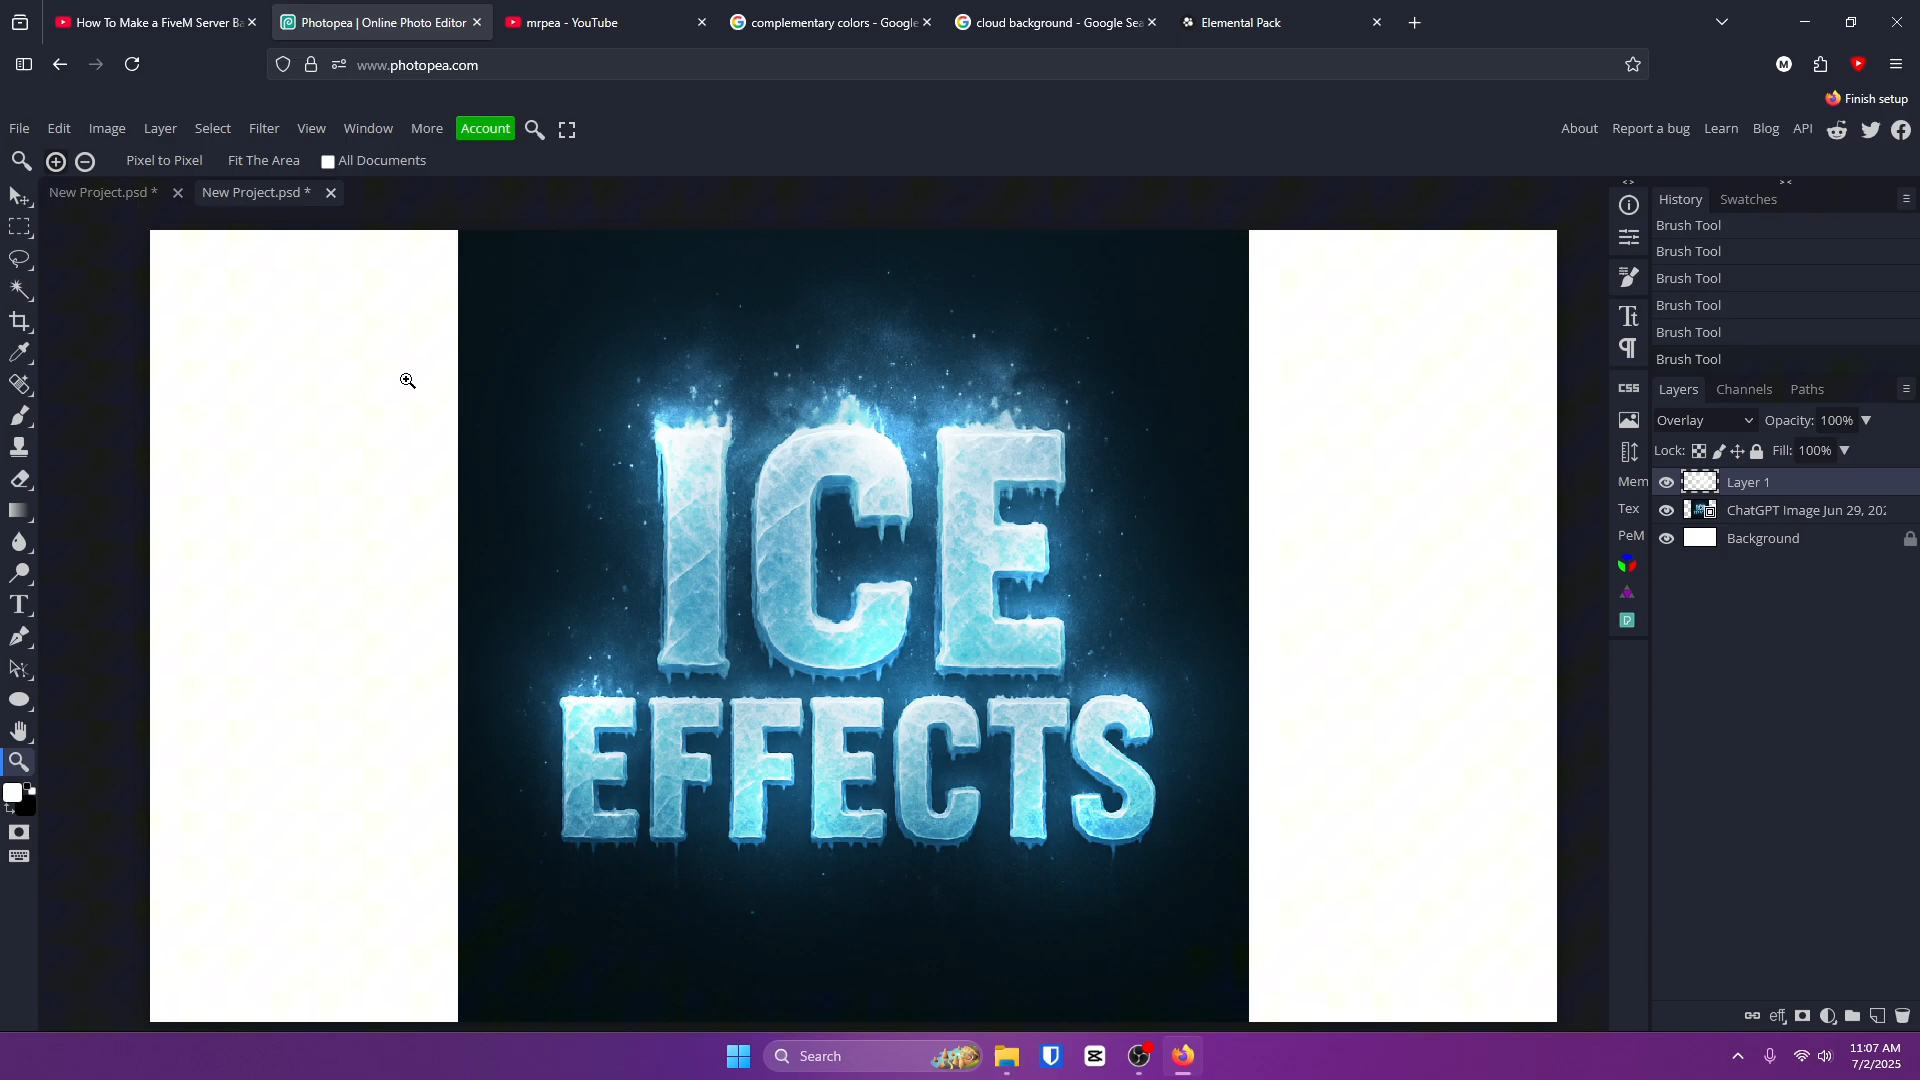 How To Make a FiveM Server Ba
Photopea | Online Photo Editor
mrpea - YouTube
complementary colors - Google
cloud background - Google Sea
Elemental Pack
www.photopea.com
M
Finish setup
File Edit Image Layer Select Filter View Window More Account
About Report a bug Learn Blog API
Pixel to Pixel Fit The Area All Documents
New Project.psd *
New Project.psd *
History Swatches
Brush Tool
Brush Tool
Brush Tool
Brush Tool
Brush Tool
Brush Tool
CSS
Layers Channels Paths
Overlay Opacity: 100%
Lock: Fill: 100%
Mem
Layer 1
Tex
ChatGPT Image Jun 29, 202
PeM
Background
ICE
EFFECTS
eff
Search
11:07 AM
7/2/2025